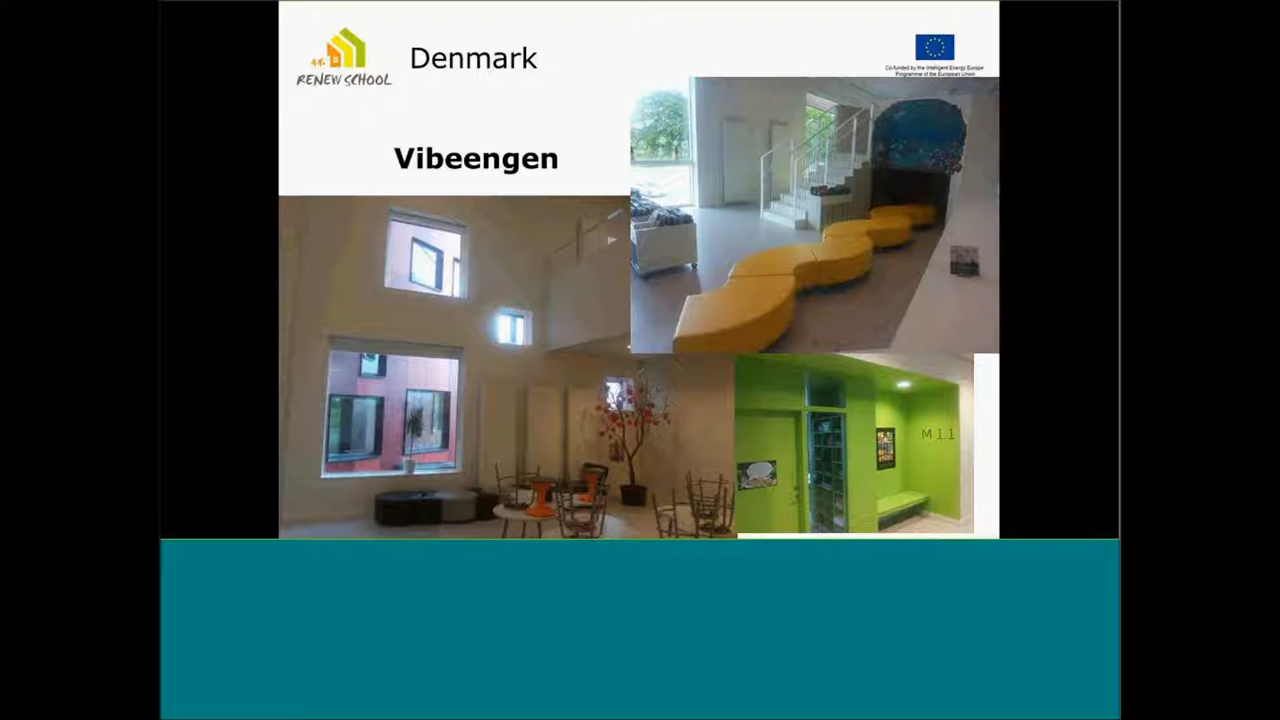 RENEW SCHOOL
Denmark
Co-funded by the Intelligent Energy Europe
Programme of the European Union
Vibeengen
M 1.1